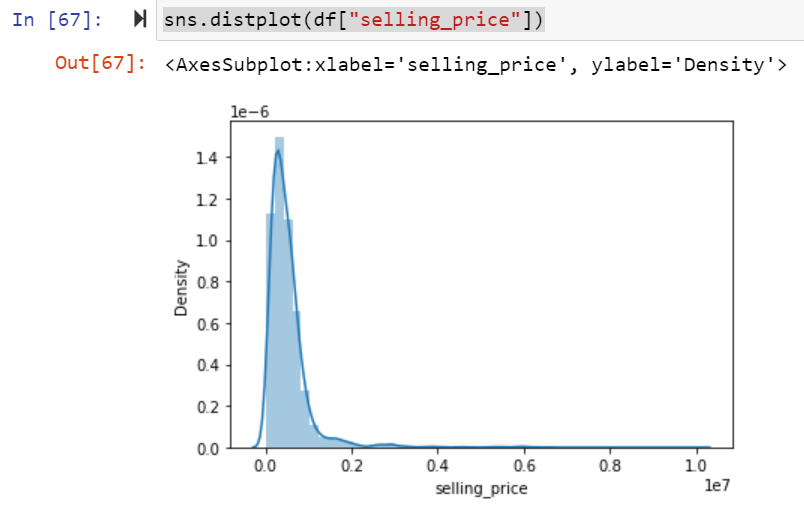 In [67]: sns.distplot(df["selling_price"])
Out[67]: <AxesSubplot:xlabel='selling_price', ylabel='Density'>
1e−6
1.4
1.2
1.0
0.8
0.6
0.4
0.2
0.0
Density
0.0 0.2 0.4 0.6 0.8 1.0
1e7
selling_price